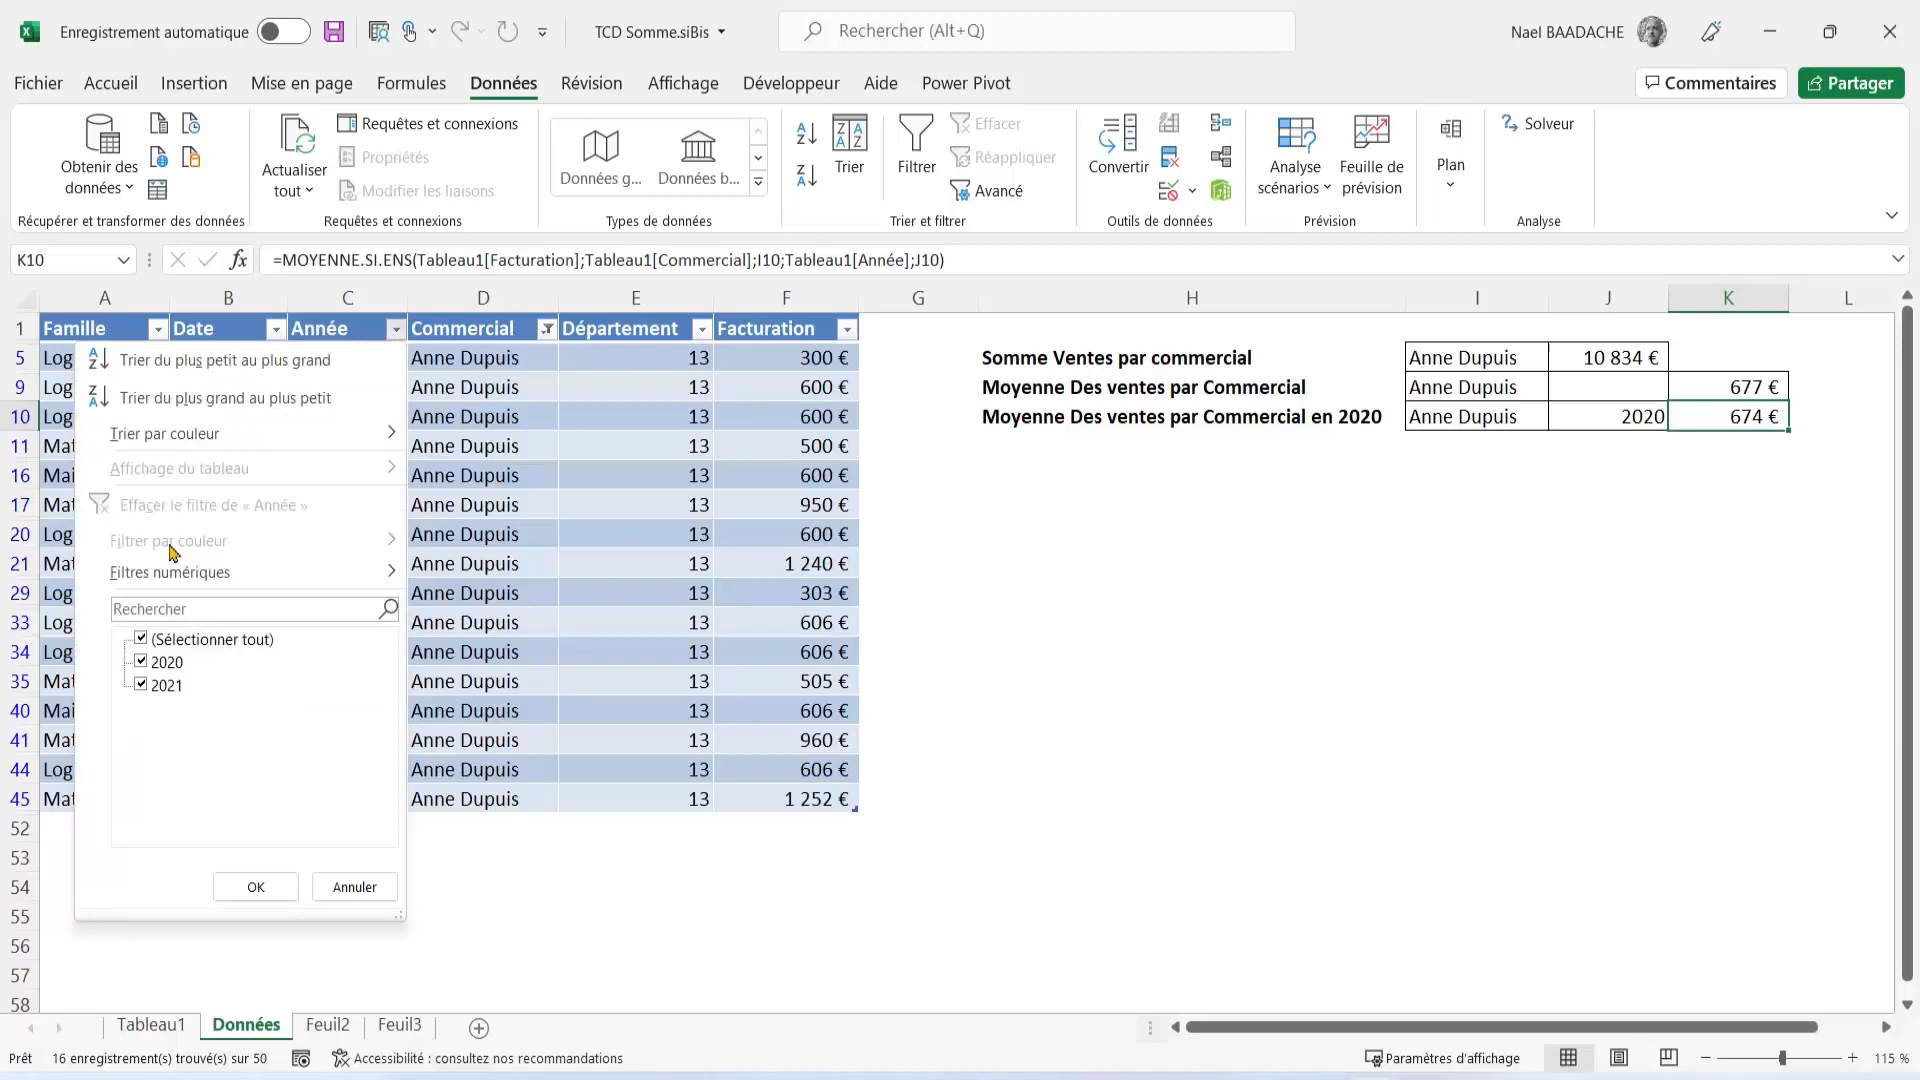 Enregistrement automatique TCD Somme.siBis Rechercher (Alt+Q) Nael BAADACHE
Fichier Accueil Insertion Mise en page Formules Données Révision Affichage Développeur Aide Power Pivot Commentaires Partager
Obtenir des données
Récupérer et transformer des données
Actualiser tout
Requêtes et connexions
Propriétés
Modifier les liaisons
Requêtes et connexions
Données g... Données b...
Types de données
Trier
Filtrer
Effacer
Réappliquer
Avancé
Trier et filtrer
Convertir
Outils de données
Analyse scénarios
Feuille de prévision
Prévision
Plan
Solveur
Analyse
K10 fx =MOYENNE.SI.ENS(Tableau1[Facturation];Tableau1[Commercial];I10;Tableau1[Année];J10)
A B C D E F G H I J K L
1 Famille Date Année Commercial Département Facturation
5 Log Anne Dupuis 13 300 € Somme Ventes par commercial Anne Dupuis 10 834 €
9 Log Anne Dupuis 13 600 € Moyenne Des ventes par Commercial Anne Dupuis 677 €
10 Log Anne Dupuis 13 600 € Moyenne Des ventes par Commercial en 2020 Anne Dupuis 2020 674 €
11 Mat Anne Dupuis 13 500 €
16 Mai Anne Dupuis 13 600 €
17 Mat Anne Dupuis 13 950 €
20 Log Anne Dupuis 13 600 €
21 Mat Anne Dupuis 13 1 240 €
29 Log Anne Dupuis 13 303 €
33 Log Anne Dupuis 13 606 €
34 Log Anne Dupuis 13 606 €
35 Mat Anne Dupuis 13 505 €
40 Mai Anne Dupuis 13 606 €
41 Mat Anne Dupuis 13 960 €
44 Log Anne Dupuis 13 606 €
45 Mat Anne Dupuis 13 1 252 €
52
53
54
55
56
57
58
Trier du plus petit au plus grand
Trier du plus grand au plus petit
Trier par couleur
Affichage du tableau
Effacer le filtre de « Année »
Filtrer par couleur
Filtres numériques
Rechercher
(Sélectionner tout)
2020
2021
OK Annuler
Tableau1 Données Feuil2 Feuil3
Prêt 16 enregistrement(s) trouvé(s) sur 50 Accessibilité : consultez nos recommandations Paramètres d'affichage 115 %